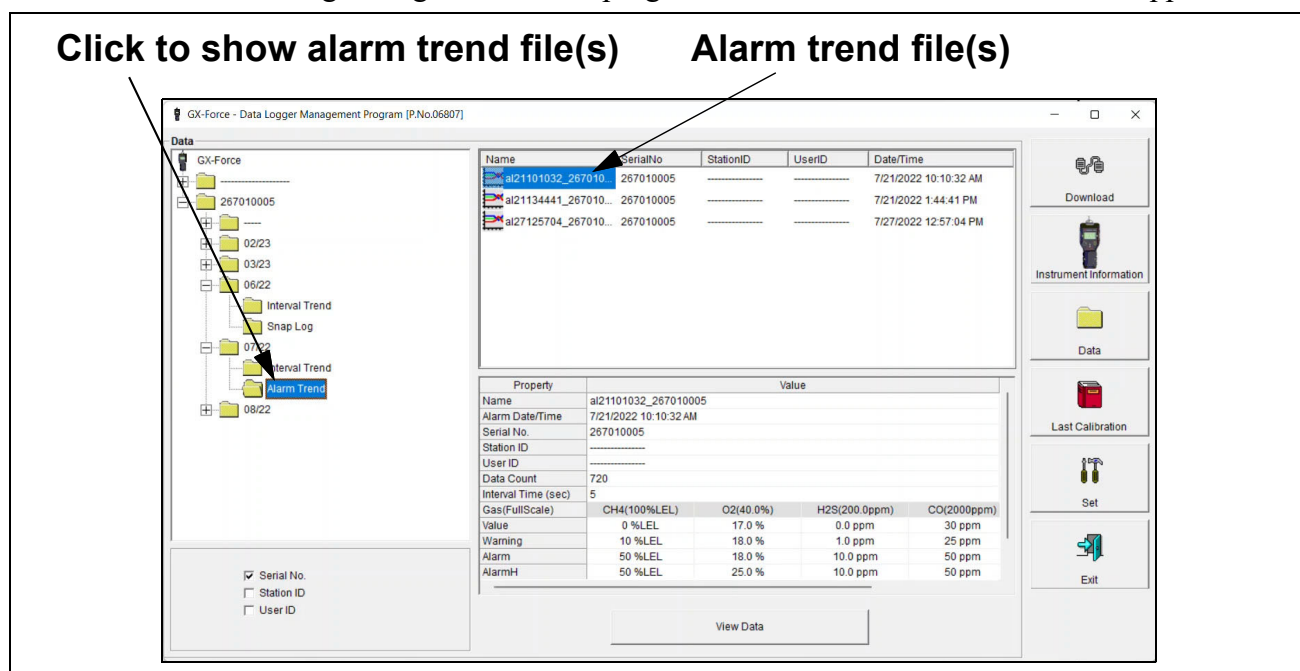 Click to show alarm trend file(s) Alarm trend file(s)
GX-Force - Data Logger Management Program [P.No.06807]
Data
GX-Force
--------------------
267010005
-----
02/23
03/23
06/22
Interval Trend
Snap Log
07/22
Interval Trend
Alarm Trend
08/22
Serial No.
Station ID
User ID
Name SerialNo StationID UserID Date/Time
al21101032_267010... 267010005 ---------------- ---------------- 7/21/2022 10:10:32 AM
al21134441_267010... 267010005 ---------------- ---------------- 7/21/2022 1:44:41 PM
al27125704_267010... 267010005 ---------------- ---------------- 7/27/2022 12:57:04 PM
Property Value
Name al21101032_267010005
Alarm Date/Time 7/21/2022 10:10:32 AM
Serial No. 267010005
Station ID ----------------
User ID ----------------
Data Count 720
Interval Time (sec) 5
Gas(FullScale) CH4(100%LEL) O2(40.0%) H2S(200.0ppm) CO(2000ppm)
Value 0 %LEL 17.0 % 0.0 ppm 30 ppm
Warning 10 %LEL 18.0 % 1.0 ppm 25 ppm
Alarm 50 %LEL 18.0 % 10.0 ppm 50 ppm
AlarmH 50 %LEL 25.0 % 10.0 ppm 50 ppm
View Data
Download
Instrument Information
Data
Last Calibration
Set
Exit